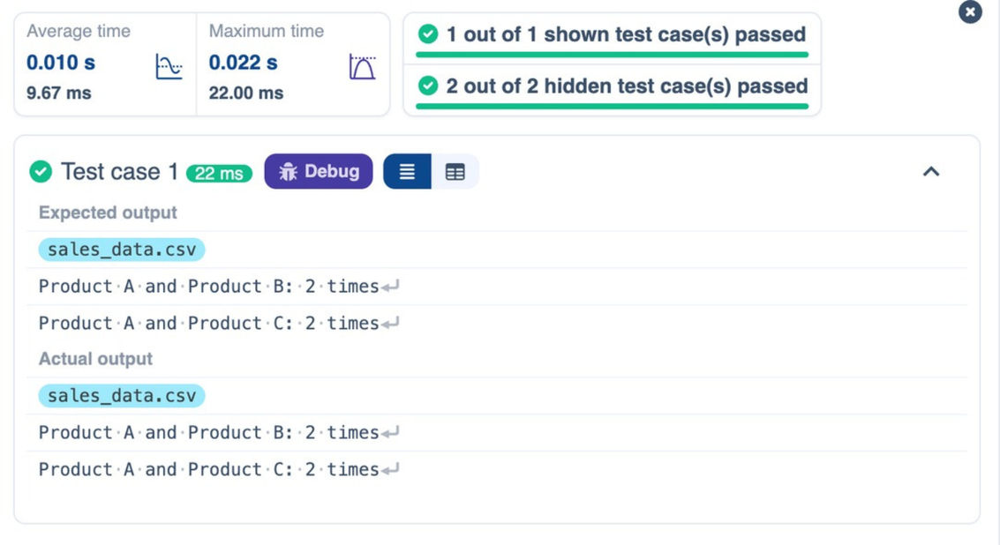 Average time
0.010 s
9.67 ms
Maximum time
0.022 s
22.00 ms
1 out of 1 shown test case(s) passed
2 out of 2 hidden test case(s) passed
Test case 1 22 ms Debug
Expected output
sales_data.csv
Product·A·and·Product·B:·2·times↵
Product·A·and·Product·C:·2·times↵
Actual output
sales_data.csv
Product·A·and·Product·B:·2·times↵
Product·A·and·Product·C:·2·times↵